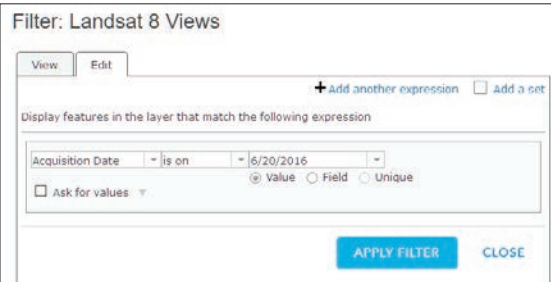 Filter: Landsat 8 Views
View Edit
+ Add another expression Add a set
Display features in the layer that match the following expression
Acquisition Date is on 6/20/2016
Value Field Unique
Ask for values
APPLY FILTER CLOSE